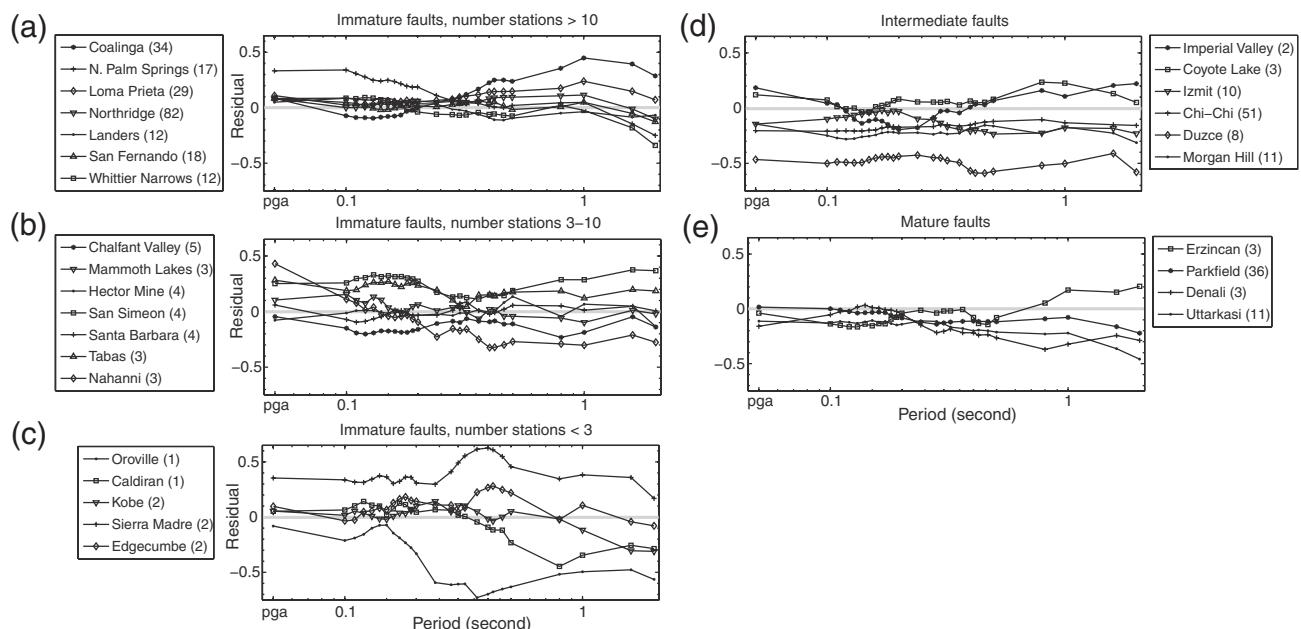 (a)
Immature faults, number stations > 10
Coalinga (34)
N. Palm Springs (17)
Loma Prieta (29)
Northridge (82)
Landers (12)
San Fernando (18)
Whittier Narrows (12)
Residual
0.5
0
−0.5
pga
0.1
1
(b)
Immature faults, number stations 3–10
Chalfant Valley (5)
Mammoth Lakes (3)
Hector Mine (4)
San Simeon (4)
Santa Barbara (4)
Tabas (3)
Nahanni (3)
Residual
0.5
0
−0.5
pga
0.1
1
(c)
Immature faults, number stations < 3
Oroville (1)
Caldiran (1)
Kobe (2)
Sierra Madre (2)
Edgecumbe (2)
Residual
0.5
0
−0.5
pga
0.1
1
Period (second)
(d)
Intermediate faults
Imperial Valley (2)
Coyote Lake (3)
Izmit (10)
Chi–Chi (51)
Duzce (8)
Morgan Hill (11)
0.5
0
−0.5
pga
0.1
1
(e)
Mature faults
Erzincan (3)
Parkfield (36)
Denali (3)
Uttarkasi (11)
0.5
0
−0.5
pga
0.1
1
Period (second)